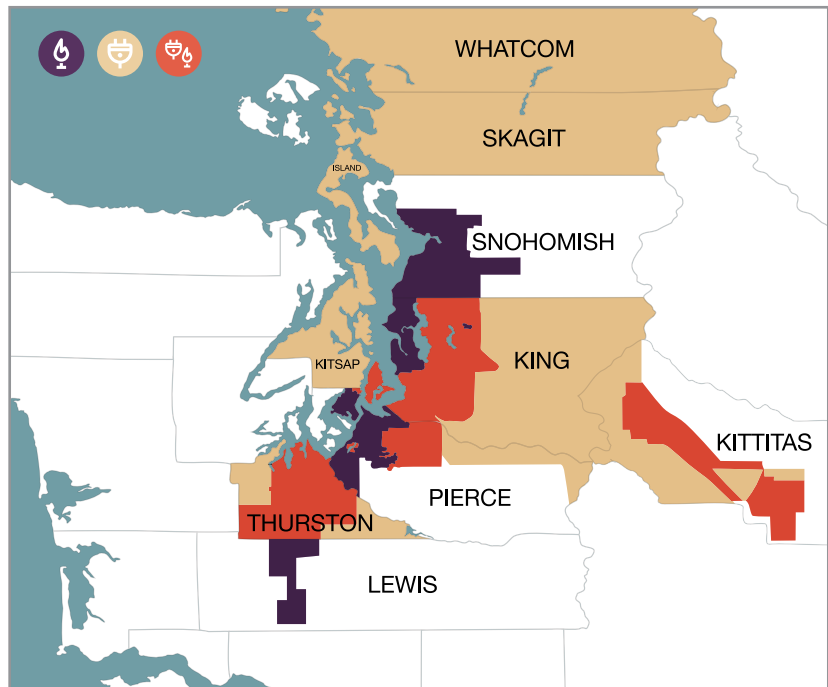 WHATCOM
SKAGIT
ISLAND
SNOHOMISH
KITSAP
KING
KITTITAS
PIERCE
THURSTON
LEWIS